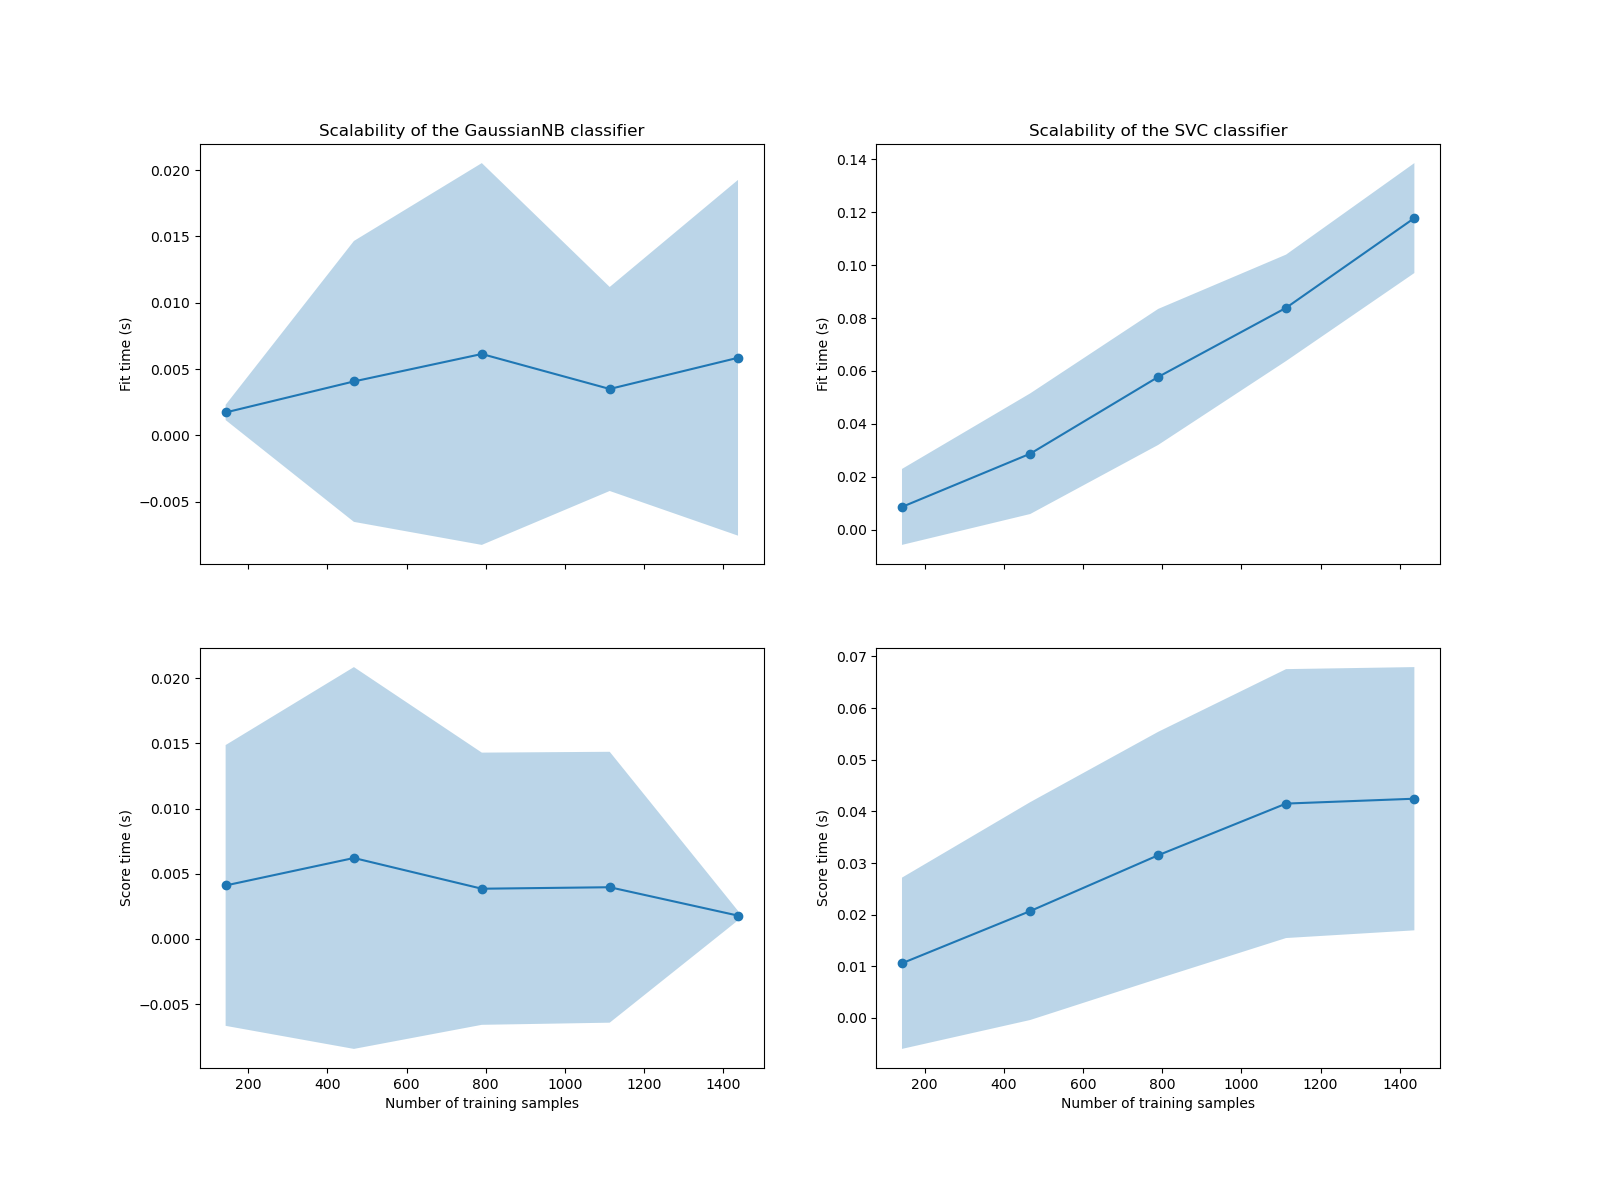 Scalability of the GaussianNB classifier
0.020
0.015
0.010
0.005
0.000
−0.005
Fit time (s)
Scalability of the SVC classifier
0.14
0.12
0.10
0.08
0.06
0.04
0.02
0.00
Fit time (s)
0.020
0.015
0.010
0.005
0.000
−0.005
Score time (s)
200 400 600 800 1000 1200 1400
Number of training samples
0.07
0.06
0.05
0.04
0.03
0.02
0.01
0.00
Score time (s)
200 400 600 800 1000 1200 1400
Number of training samples